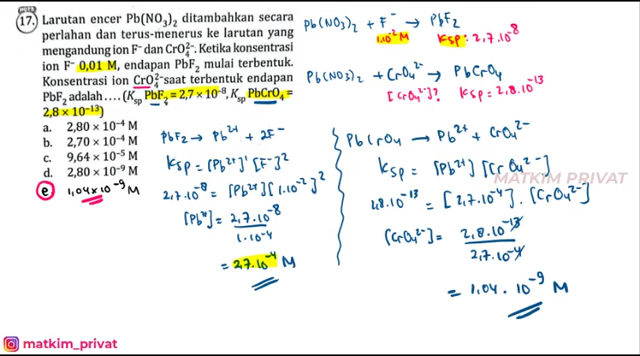 17. Larutan encer Pb(NO₃)₂ ditambahkan secara
perlahan dan terus-menerus ke larutan yang
mengandung ion F⁻ dan CrO₄²⁻. Ketika konsentrasi
ion F⁻ 0,01 M, endapan PbF₂ mulai terbentuk.
Konsentrasi ion CrO₄²⁻ saat terbentuk endapan
PbF₂ adalah.... (Ksp PbF₂ = 2,7 × 10⁻⁸, Ksp PbCrO₄ =
2,8 × 10⁻¹³)
a. 2,80 × 10⁻⁴ M
b. 2,70 × 10⁻⁴ M
c. 9,64 × 10⁻⁵ M
d. 2,80 × 10⁻⁹ M
e 1,04 × 10⁻⁹ M
Pb(NO₃)₂ + F⁻ → PbF₂
1.10⁻² M Ksp: 2,7.10⁻⁸
Pb(NO₃)₂ + CrO₄²⁻ → PbCrO₄
[CrO₄²⁻]? Ksp = 2,8.10⁻¹³
PbF₂ → Pb²⁺ + 2F⁻
Ksp = [Pb²⁺]¹ [F⁻]²
2,7.10⁻⁸ = [Pb²⁺] [1.10⁻²]²
[Pb²⁺] = 2,7.10⁻⁸
1.10⁻⁴
= 2,7.10⁻⁴ M
PbCrO₄ → Pb²⁺ + CrO₄²⁻
Ksp = [Pb²⁺] [CrO₄²⁻]
2,8.10⁻¹³ = [2,7.10⁻⁴] . [CrO₄²⁻]
[CrO₄²⁻] = 2,8.10⁻¹³
2,7.10⁻⁴
= 1,04 . 10⁻⁹ M
MATKIM PRIVAT
matkim_privat